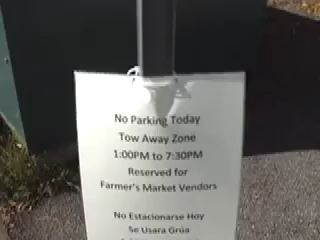 No Parking Today
Tow Away Zone
1:00PM to 7:30PM
Reserved for
Farmer's Market Vendors
No Estacionarse Hoy
Se Usara Grúa